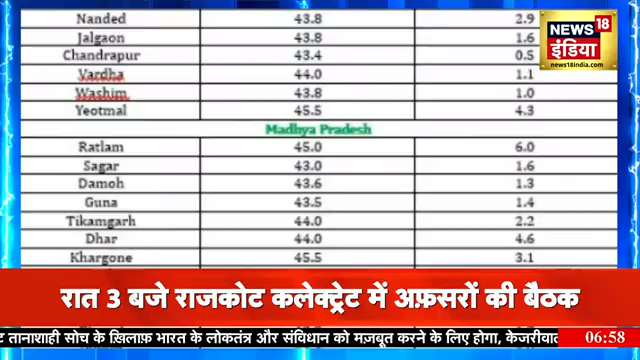 Nanded 43.8 2.9
Jalgaon 43.8 1.6
Chandrapur 43.4 0.5
Vardha 44.0 1.1
Washim 43.8 1.0
Yeotmal 45.5 4.3
Madhya Pradesh
Ratlam 45.0 6.0
Sagar 43.0 1.6
Damoh 43.6 1.3
Guna 43.5 1.4
Tikamgarh 44.0 2.2
Dhar 44.0 4.6
Khargone 45.5 3.1
NEWS 18
इंडिया
news18india.com
रात 3 बजे राजकोट कलेक्ट्रेट में अफ़सरों की बैठक
तानाशाही सोच के ख़िलाफ़ भारत के लोकतंत्र और संविधान को मज़बूत करने के लिए होगा, केजरीवाल
06:58